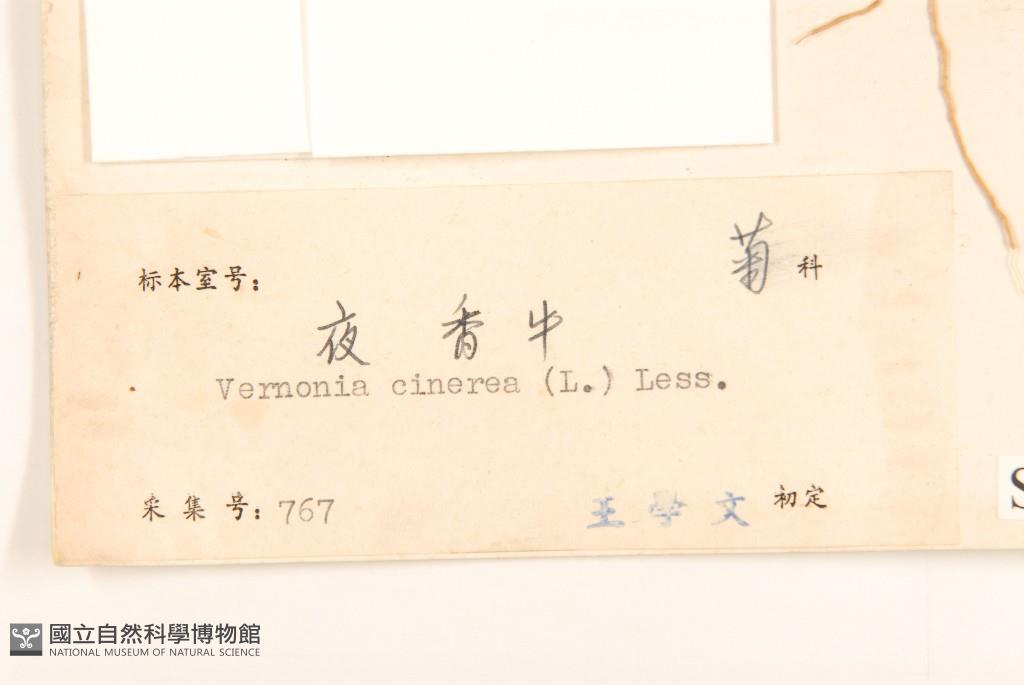 菊 科
标本室号:
夜 香 牛
Vernonia cinerea (L.) Less.
采 集 号: 767
王 學 文 初定
S
國立自然科學博物館
NATIONAL MUSEUM OF NATURAL SCIENCE